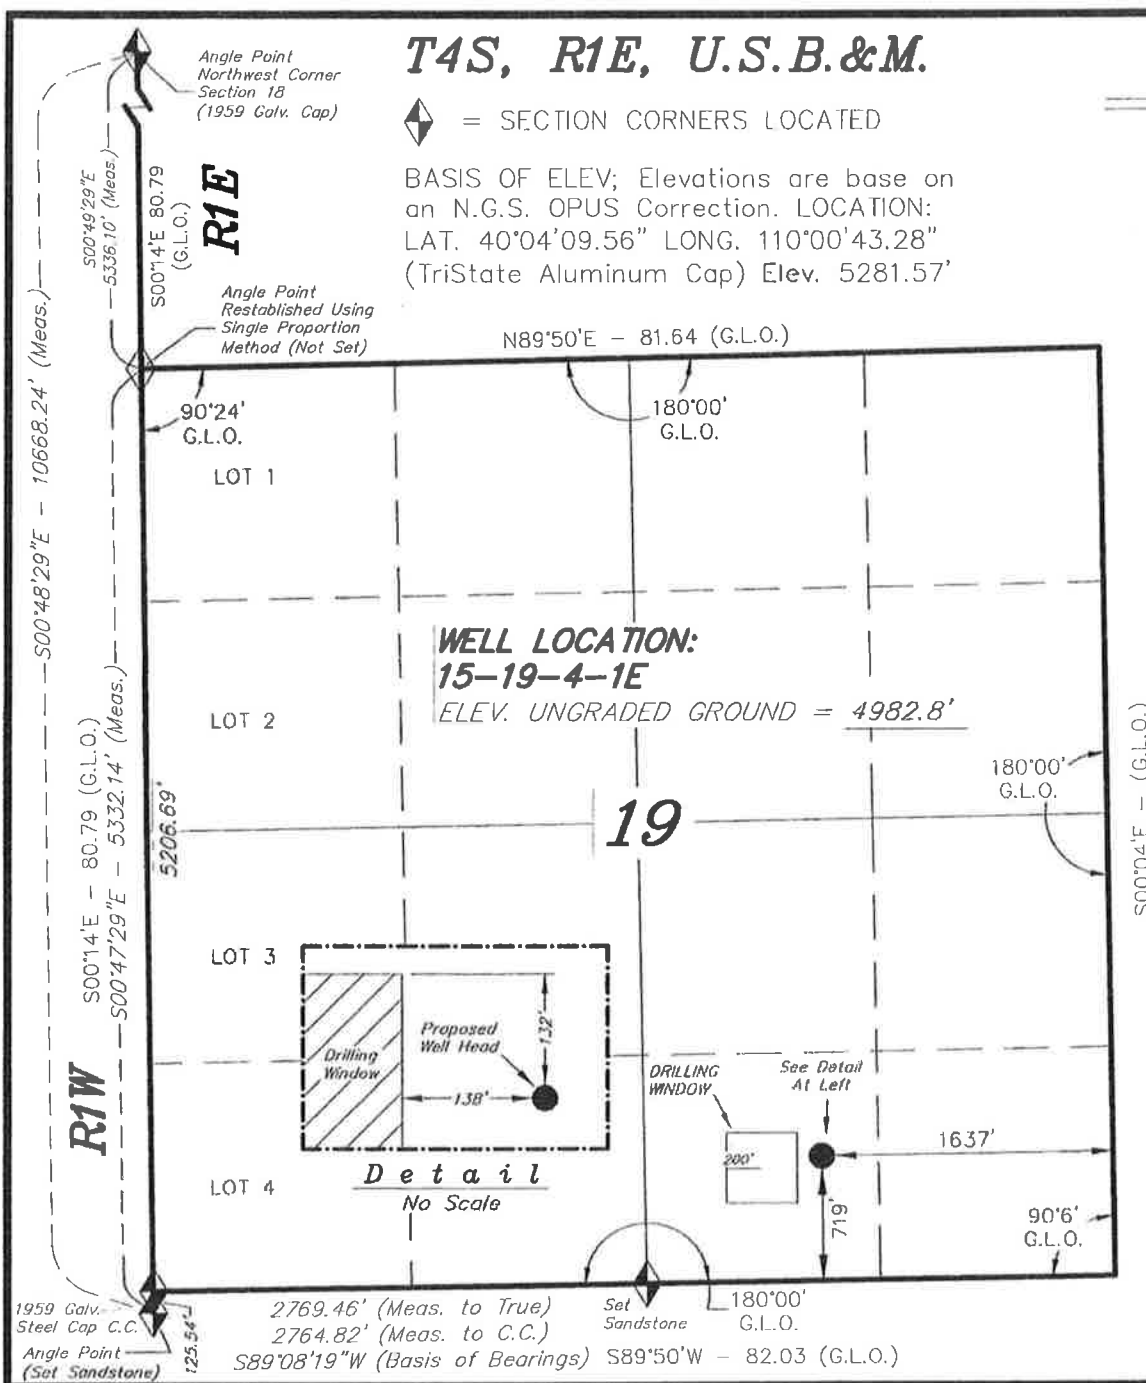 T4S, R1E, U.S.B.&M.
= SECTION CORNERS LOCATED
BASIS OF ELEV; Elevations are base on
an N.G.S. OPUS Correction. LOCATION:
LAT. 40°04'09.56" LONG. 110°00'43.28"
(TriState Aluminum Cap) Elev. 5281.57'
Angle Point
Northwest Corner
Section 18
(1959 Galv. Cap)
S00°49'29"E
5336.10' (Meas.)
S00°14'E 80.79
(G.L.O.)
R1E
Angle Point
Restablished Using
Single Proportion
Method (Not Set)
N89°50'E - 81.64 (G.L.O.)
90°24'
G.L.O.
180°00'
G.L.O.
LOT 1
S00°48'29"E - 10668.24' (Meas.)
WELL LOCATION:
15-19-4-1E
ELEV. UNGRADED GROUND = 4982.8'
LOT 2
S00°14'E - 80.79 (G.L.O.)
S00°47'29"E - 5332.14' (Meas.)
5206.69'
19
180°00'
G.L.O.
S00°04'E - (G.L.O.)
LOT 3
R1W
Drilling
Window
Proposed
Well Head
132'
138'
Detail
No Scale
DRILLING
WINDOW
See Detail
At Left
200'
1637'
719'
LOT 4
90°6'
G.L.O.
1959 Galv.
Steel Cap C.C.
Angle Point
(Set Sandstone)
125.54'
2769.46' (Meas. to True)
2764.82' (Meas. to C.C.)
S89°08'19"W (Basis of Bearings)
Set
Sandstone
180°00'
G.L.O.
S89°50'W - 82.03 (G.L.O.)